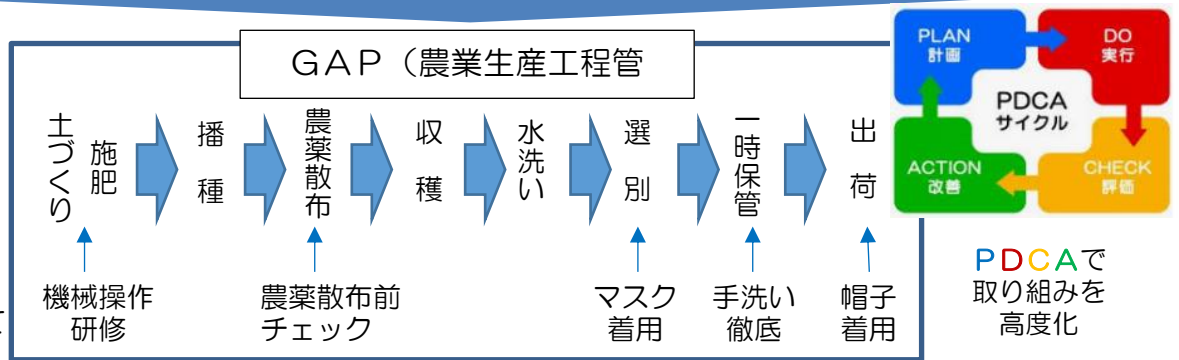 GAP（農業生産工程管
土づくり
施肥
播種
農薬散布
収穫
水洗い
選別
一時保管
出荷
機械操作
研修
農薬散布前
チェック
マスク
着用
手洗い
徹底
帽子
着用
PLAN
計画
DO
実行
PDCA
サイクル
ACTION
改善
CHECK
評価
PDCAで
取り組みを
高度化